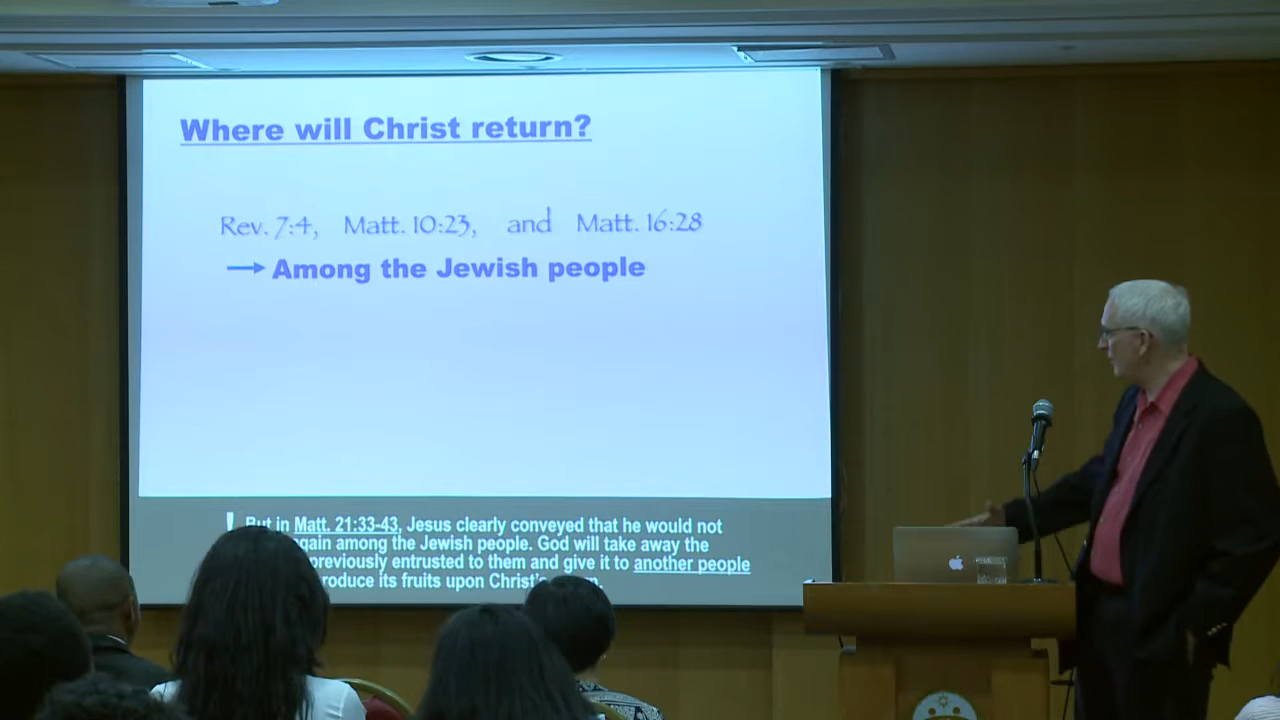 Where will Christ return?
Rev. 7:4, Matt. 10:23, and Matt. 16:28
→ Among the Jewish people
! But in Matt. 21:33-43, Jesus clearly conveyed that he would not
again among the Jewish people. God will take away the
previously entrusted to them and give it to another people
its fruits upon